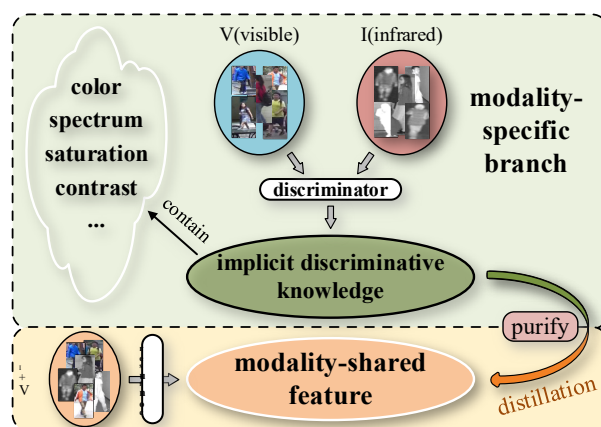 V(visible)
I(infrared)
color
spectrum
saturation
contrast
...
modality-
specific
branch
discriminator
contain
implicit discriminative
knowledge
purify
modality-shared
feature
distillation